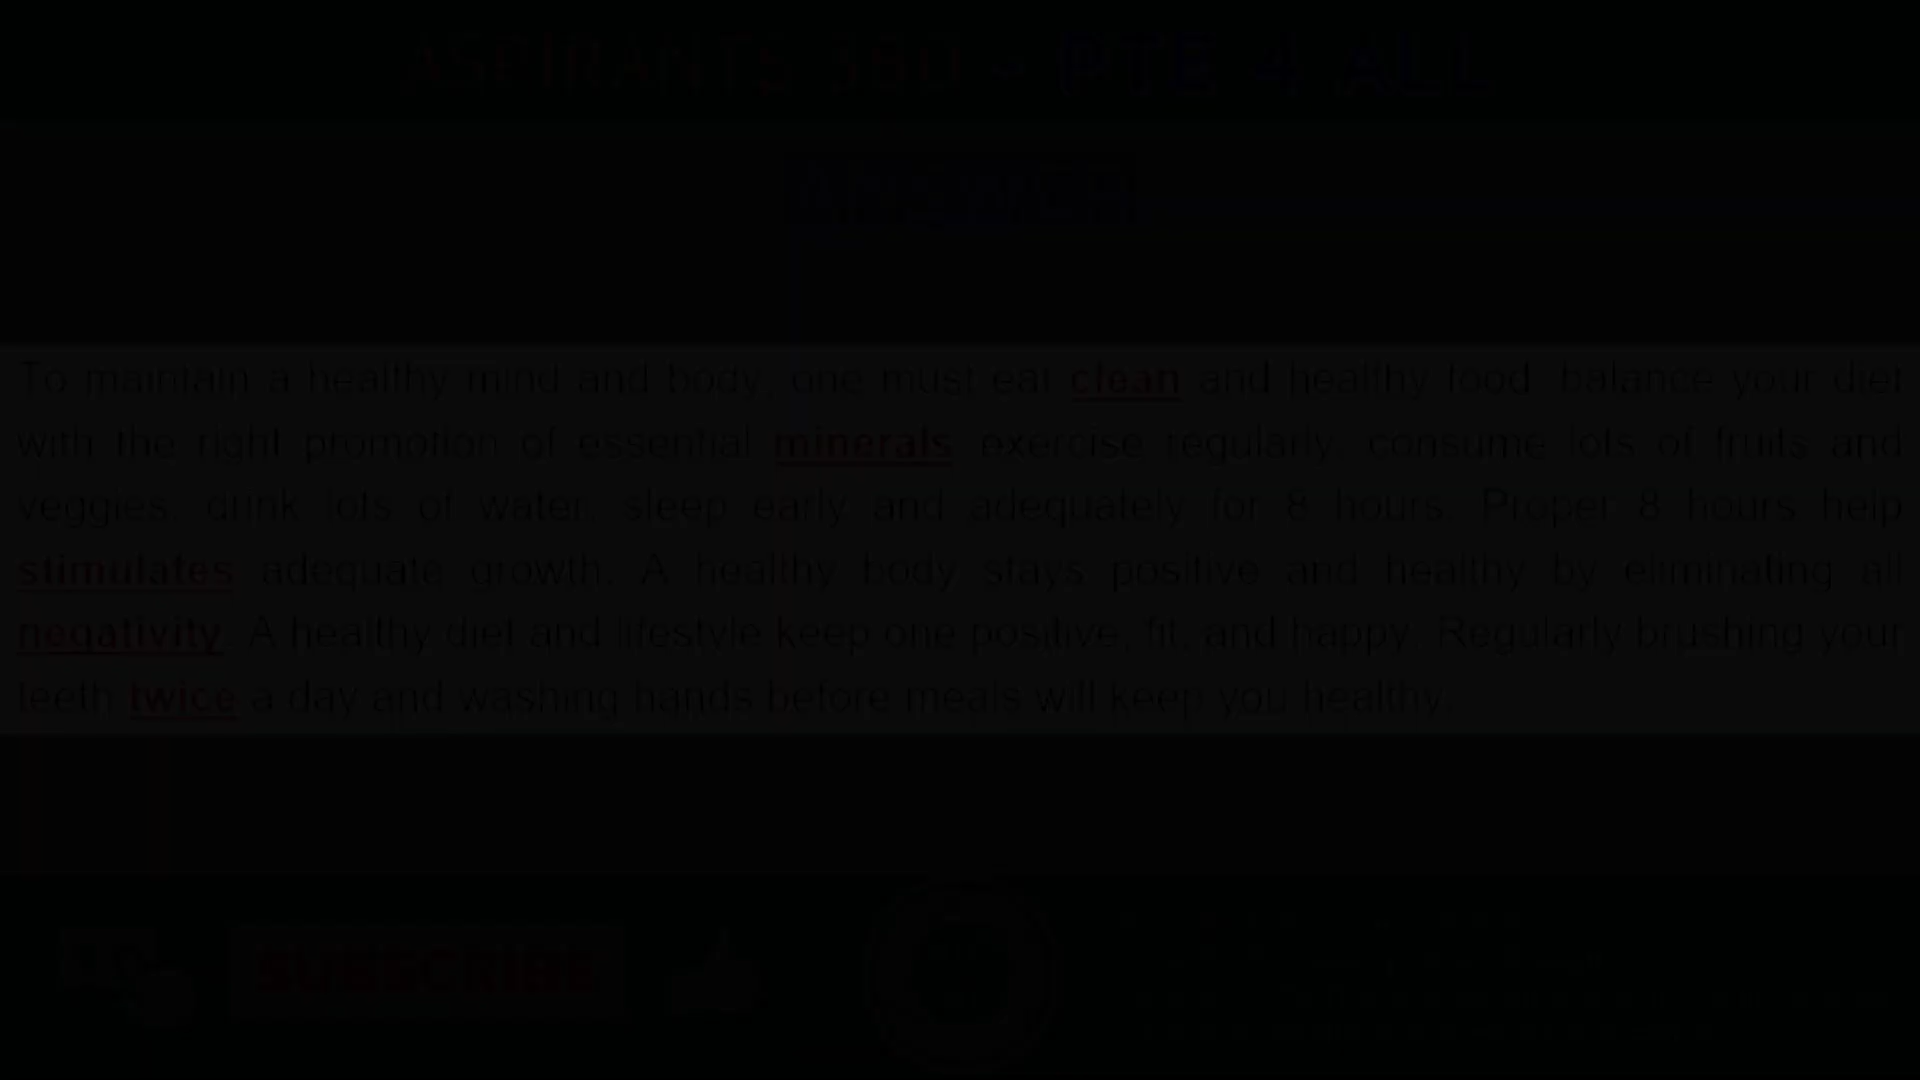 ASPIRANTS 360 - PTE 4 ALL
ANSWER
To maintain a healthy mind and body, one must eat clean and healthy food, balance your diet
with the right promotion of essential minerals, exercise regularly, consume lots of fruits and
veggies, drink lots of water, sleep early and adequately for 8 hours. Proper 8 hours help
stimulates adequate growth. A healthy body stays positive and healthy by eliminating all
negativity. A healthy diet and lifestyle keep one positive, fit, and happy. Regularly brushing your
teeth twice a day and washing hands before meals will keep you healthy.
SUBSCRIBE